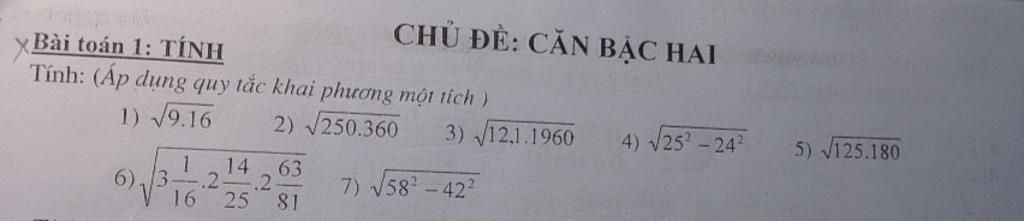 CHỦ ĐỀ: CĂN BẬC HAI
Bài toán 1: TÍNH
Tính: (Áp dụng quy tắc khai phương một tích )
1) √9.16 2) √250.360 3) √12,1.1960 4) √25² – 24² 5) √125.180
6) √3 1/16 . 2 14/25 . 2 63/81 7) √58² – 42²